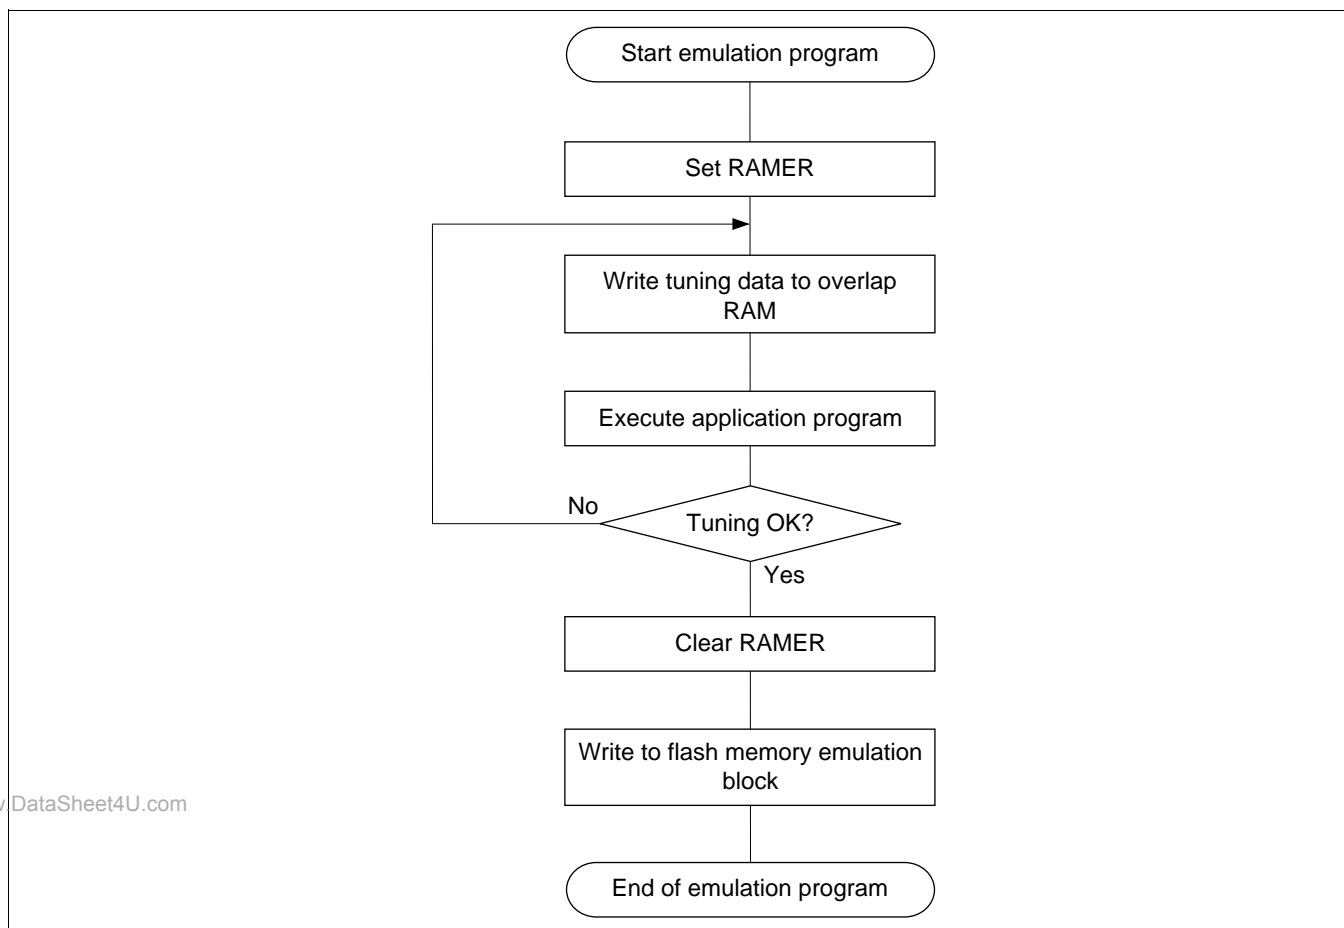 Start emulation program
Set RAMER
Write tuning data to overlap
RAM
Execute application program
No
Tuning OK?
Yes
Clear RAMER
Write to flash memory emulation
block
.DataSheet4U.com
End of emulation program